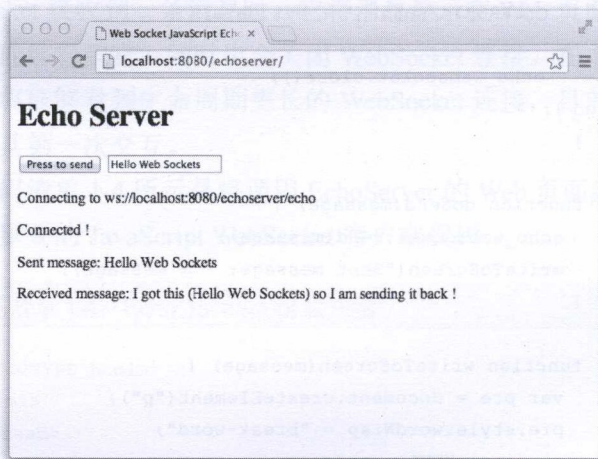 Web Socket JavaScript Ech
localhost:8080/echoserver/
Echo Server
Press to send Hello Web Sockets
Connecting to ws://localhost:8080/echoserver/echo
Connected !
Sent message: Hello Web Sockets
Received message: I got this (Hello Web Sockets) so I am sending it back !